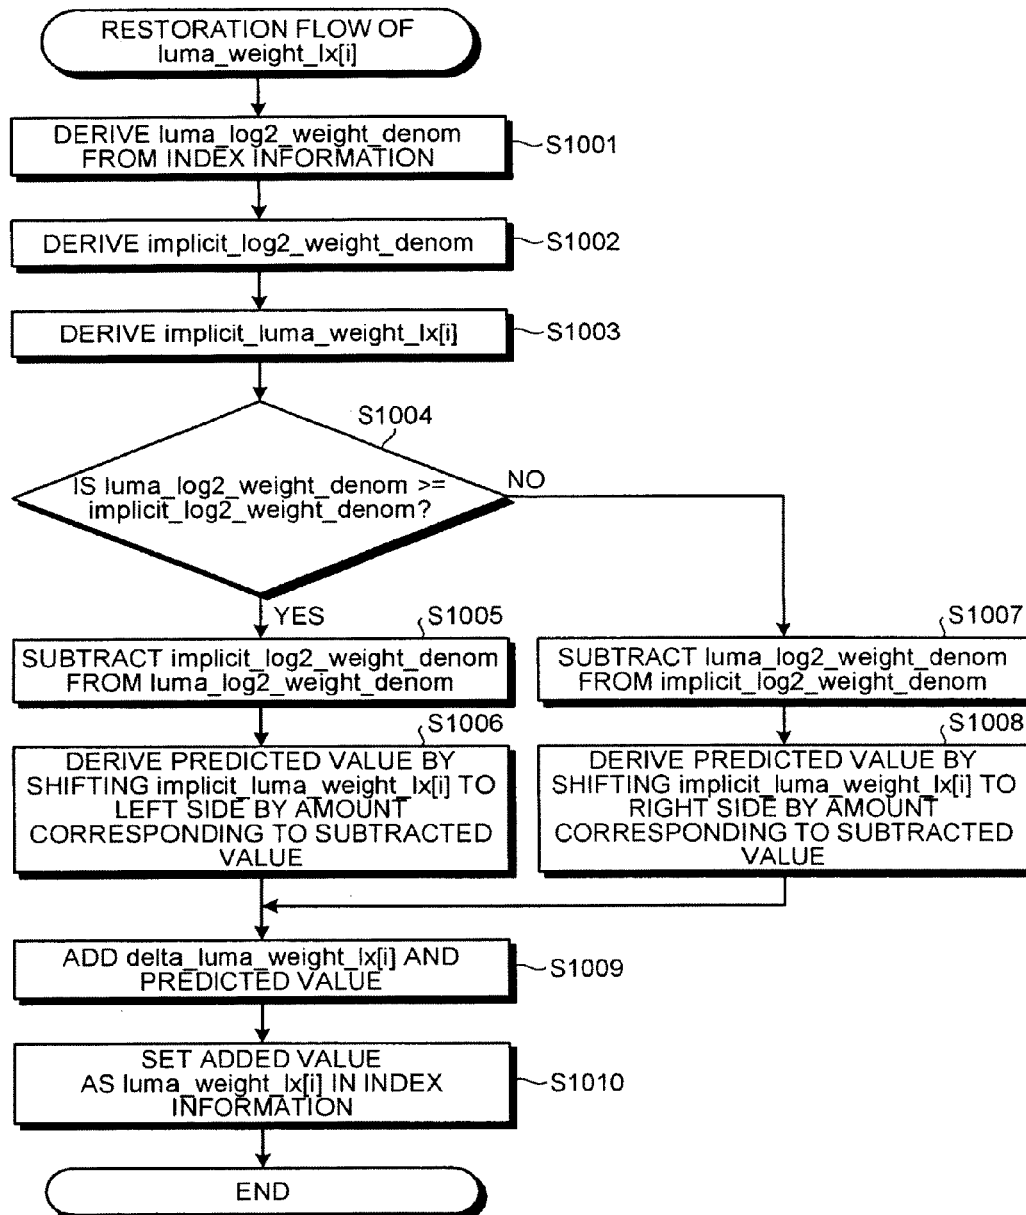 RESTORATION FLOW OF
luma_weight_lx[i]
DERIVE luma_log2_weight_denom
FROM INDEX INFORMATION
S1001
DERIVE implicit_log2_weight_denom
S1002
DERIVE implicit_luma_weight_lx[i]
S1003
S1004
IS luma_log2_weight_denom >=
implicit_log2_weight_denom?
NO
YES
S1005
SUBTRACT implicit_log2_weight_denom
FROM luma_log2_weight_denom
S1007
SUBTRACT luma_log2_weight_denom
FROM implicit_log2_weight_denom
S1006
DERIVE PREDICTED VALUE BY
SHIFTING implicit_luma_weight_lx[i] TO
LEFT SIDE BY AMOUNT
CORRESPONDING TO SUBTRACTED
VALUE
S1008
DERIVE PREDICTED VALUE BY
SHIFTING implicit_luma_weight_lx[i] TO
RIGHT SIDE BY AMOUNT
CORRESPONDING TO SUBTRACTED
VALUE
ADD delta_luma_weight_lx[i] AND
PREDICTED VALUE
S1009
SET ADDED VALUE
AS luma_weight_lx[i] IN INDEX
INFORMATION
S1010
END